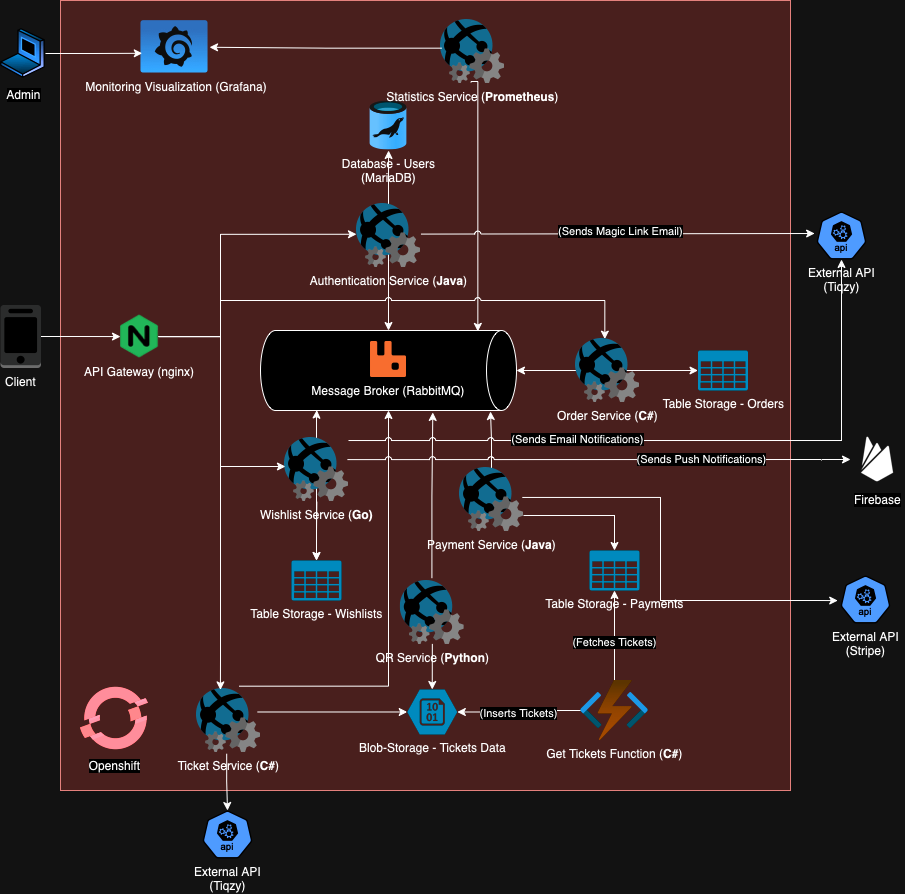 Admin
Monitoring Visualization (Grafana)
Statistics Service (Prometheus)
Database - Users
(MariaDB)
(Sends Magic Link Email)
api
External API
(Tiqzy)
Authentication Service (Java)
Client
N
API Gateway (nginx)
Message Broker (RabbitMQ)
Order Service (C#)
Table Storage - Orders
(Sends Email Notifications)
(Sends Push Notifications)
Firebase
Wishlist Service (Go)
Payment Service (Java)
Table Storage - Wishlists
Table Storage - Payments
api
External API
(Stripe)
(Fetches Tickets)
QR Service (Python)
10
01
(Inserts Tickets)
Blob-Storage - Tickets Data
Get Tickets Function (C#)
Openshift
Ticket Service (C#)
api
External API
(Tiqzy)